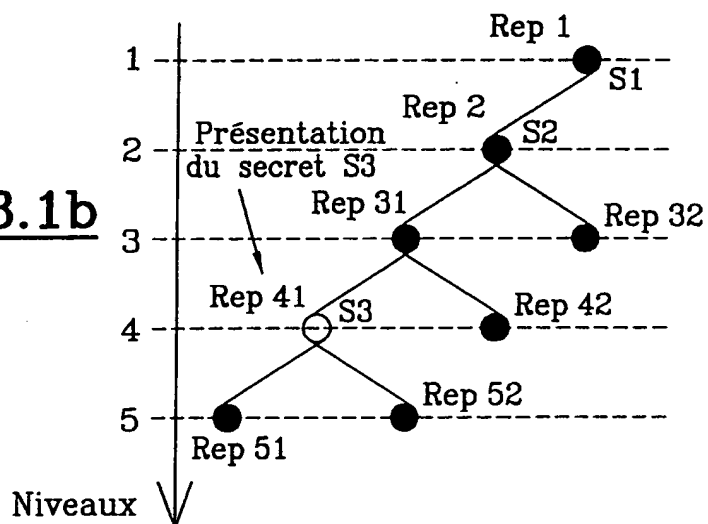 Rep 1
1
S1
Rep 2
S2
Présentation
du secret S3
2
3.1b
Rep 31
Rep 32
3
Rep 41
S3
Rep 42
4
Rep 52
5
Rep 51
Niveaux